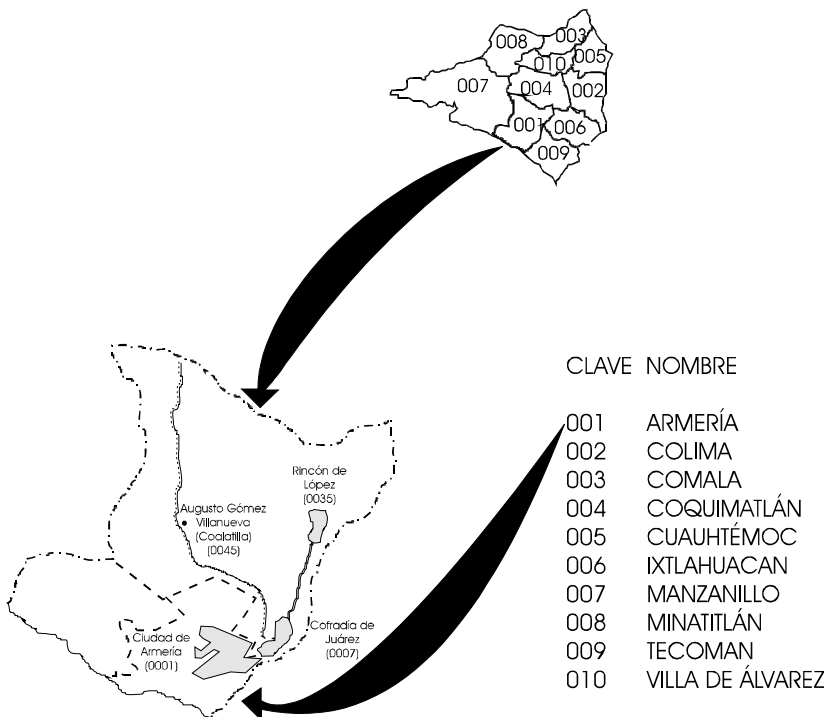 003
008
005
010
007
004
002
001
006
009
CLAVE NOMBRE
001 ARMERÍA
002 COLIMA
003 COMALA
004 COQUIMATLÁN
005 CUAUHTÉMOC
006 IXTLAHUACAN
007 MANZANILLO
008 MINATITLÁN
009 TECOMAN
010 VILLA DE ÁLVAREZ
Rincón de
López
(0035)
Augusto Gómez
Villanueva
(Coalatilla)
(0045)
Ciudad de
Armería
(0001)
Cofradía de
Juárez
(0007)